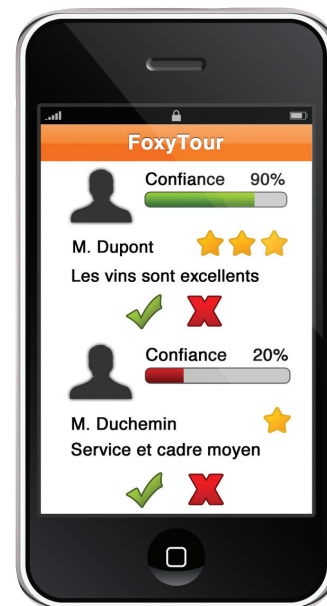 FoxyTour
Confiance 90%
M. Dupont
Les vins sont excellents
Confiance 20%
M. Duchemin
Service et cadre moyen